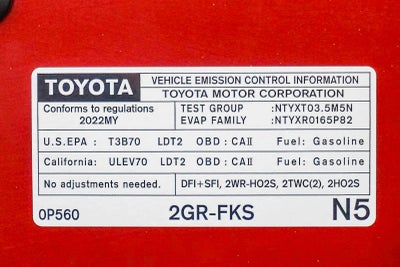 TOYOTA
VEHICLE EMISSION CONTROL INFORMATION
TOYOTA MOTOR CORPORATION
Conforms to regulations
2022MY
TEST GROUP :NTYXT03.5M5N
EVAP FAMILY :NTYXR0165P82
U.S.EPA : T3B70 LDT2 OBD : CAII Fuel: Gasoline
California: ULEV70 LDT2 OBD : CAII Fuel: Gasoline
No adjustments needed. DFI+SFI, 2WR-HO2S, 2TWC(2), 2HO2S
0P560 2GR-FKS N5